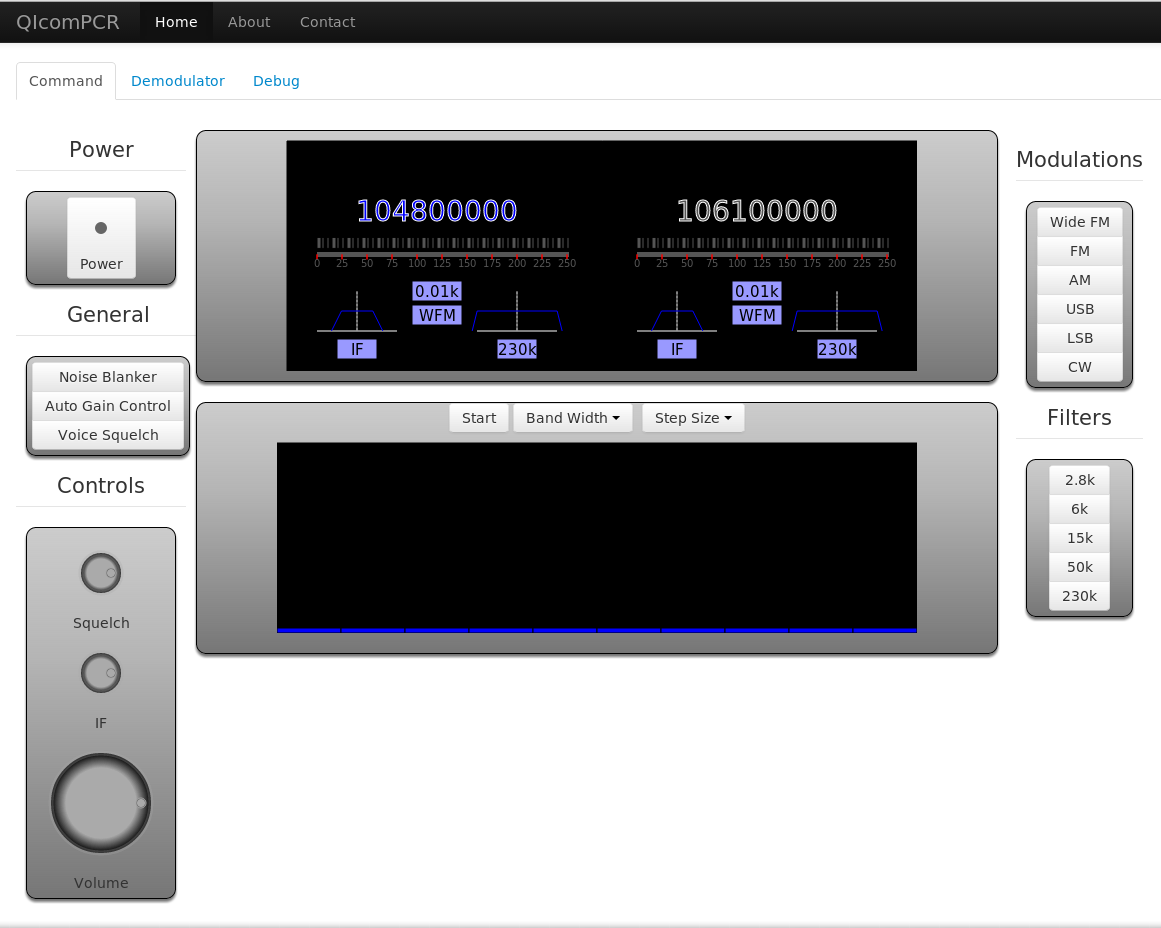 QIcomPCR Home About Contact
Command Demodulator Debug
Power
Power
General
Noise Blanker
Auto Gain Control
Voice Squelch
Controls
Squelch
IF
Volume
104800000 106100000
0 25 50 75 100 125 150 175 200 225 250 0 25 50 75 100 125 150 175 200 225 250
0.01k 0.01k
WFM WFM
IF 230k IF 230k
Start Band Width Step Size
Modulations
Wide FM
FM
AM
USB
LSB
CW
Filters
2.8k
6k
15k
50k
230k